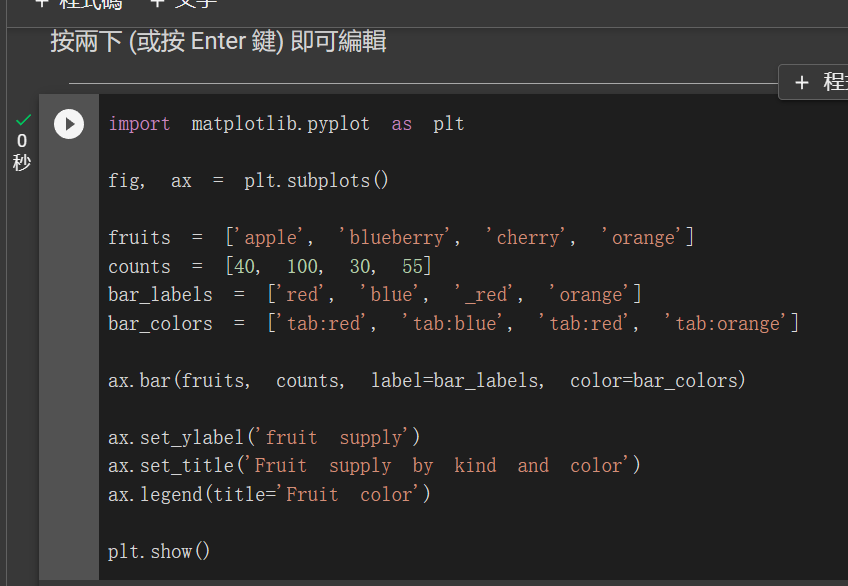 + 程式碼 + 文字
按兩下 (或按 Enter 鍵) 即可編輯
+ 程式
0
秒
import matplotlib.pyplot as plt
fig, ax = plt.subplots()
fruits = ['apple', 'blueberry', 'cherry', 'orange']
counts = [40, 100, 30, 55]
bar_labels = ['red', 'blue', '_red', 'orange']
bar_colors = ['tab:red', 'tab:blue', 'tab:red', 'tab:orange']
ax.bar(fruits, counts, label=bar_labels, color=bar_colors)
ax.set_ylabel('fruit supply')
ax.set_title('Fruit supply by kind and color')
ax.legend(title='Fruit color')
plt.show()